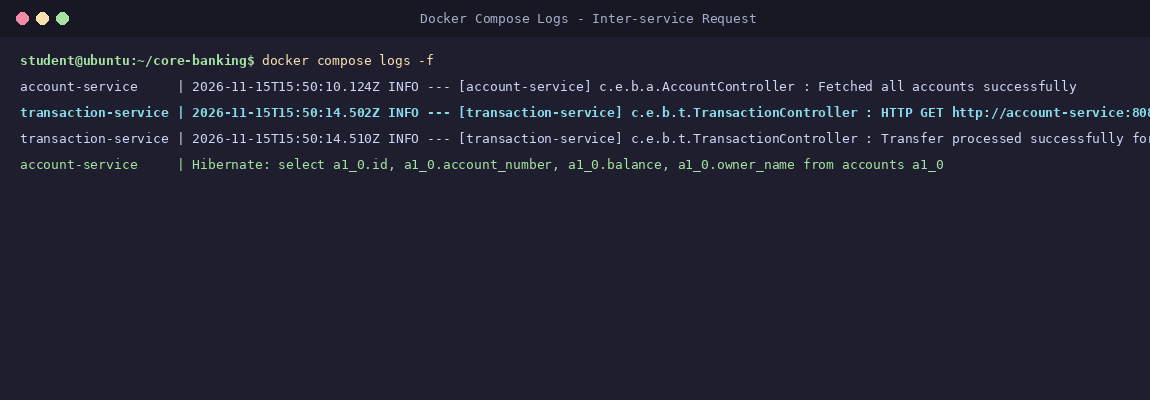 Docker Compose Logs - Inter-service Request
student@ubuntu:~/core-banking$ docker compose logs -f
account-service | 2026-11-15T15:50:10.124Z INFO --- [account-service] c.e.b.a.AccountController : Fetched all accounts successfully
transaction-service | 2026-11-15T15:50:14.502Z INFO --- [transaction-service] c.e.b.t.TransactionController : HTTP GET http://account-service:808
transaction-service | 2026-11-15T15:50:14.510Z INFO --- [transaction-service] c.e.b.t.TransactionController : Transfer processed successfully for
account-service | Hibernate: select a1_0.id, a1_0.account_number, a1_0.balance, a1_0.owner_name from accounts a1_0